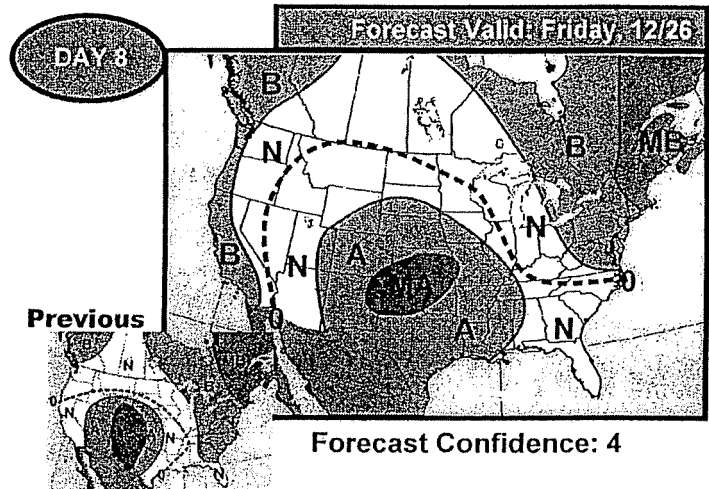 Forecast Valid: Friday, 12/26
DAY 8
B
N
B
MB
N
B
N
A
MA
A
N
0
0
Previous
N
N
N
0
Forecast Confidence: 4